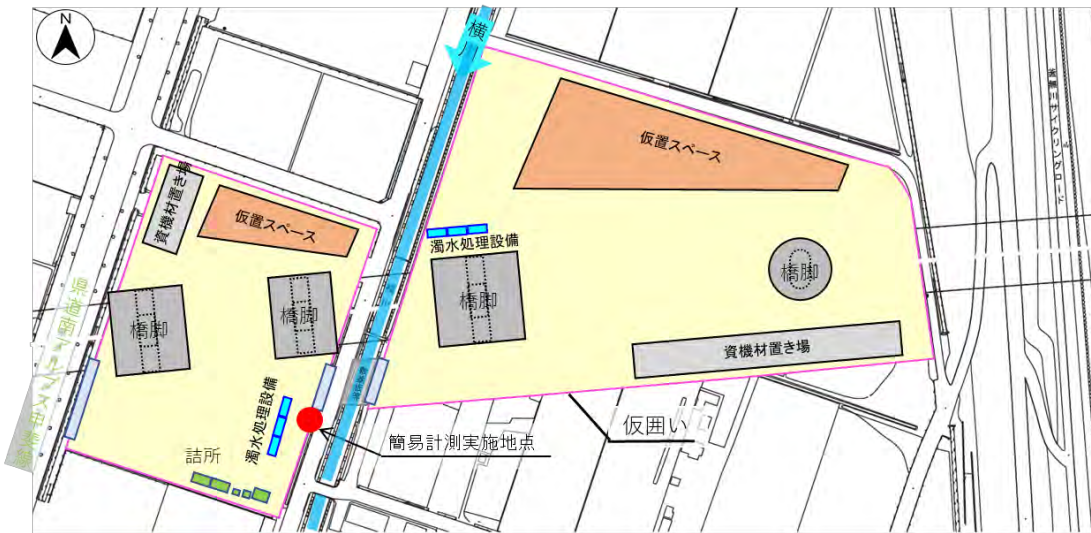 N
横川
仮置スペース
資機材置き場
仮置スペース
濁水処理設備
橋脚
橋脚
橋脚
橋脚
資機材置き場
濁水処理設備
簡易計測実施地点
仮囲い
詰所